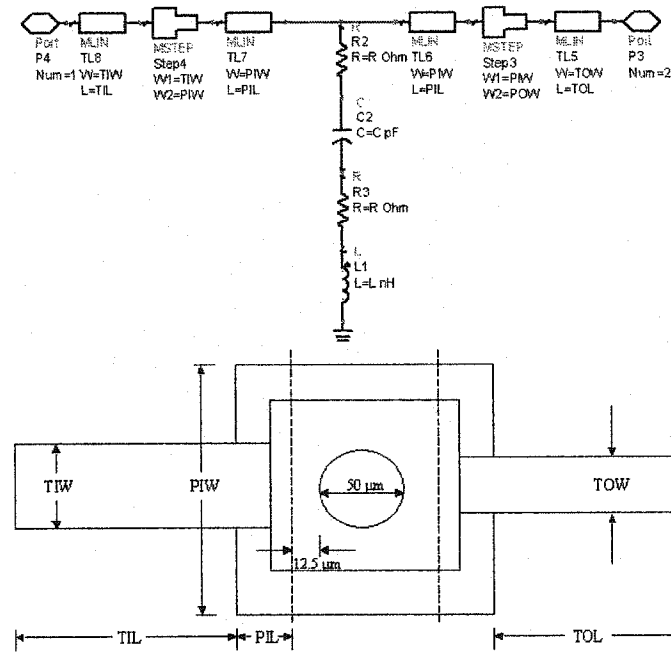 Port
P4
Num=1
MLIN
TL8
W=TIW
L=TIL
MSTEP
Step4
W1=TIW
W2=PIW
MLIN
TL7
W=PIW
L=PIL
R
R2
R=R Ohm
MLIN
TL6
W=PIW
L=PIL
MSTEP
Step3
W1=PIW
W2=POW
MLIN
TL5
W=TOW
L=TOL
Port
P3
Num=2
C
C2
C=C pF
R
R3
R=R Ohm
L
L1
L=L nH
TIW
PIW
50 μm
TOW
12.5 μm
TIL
PIL
TOL